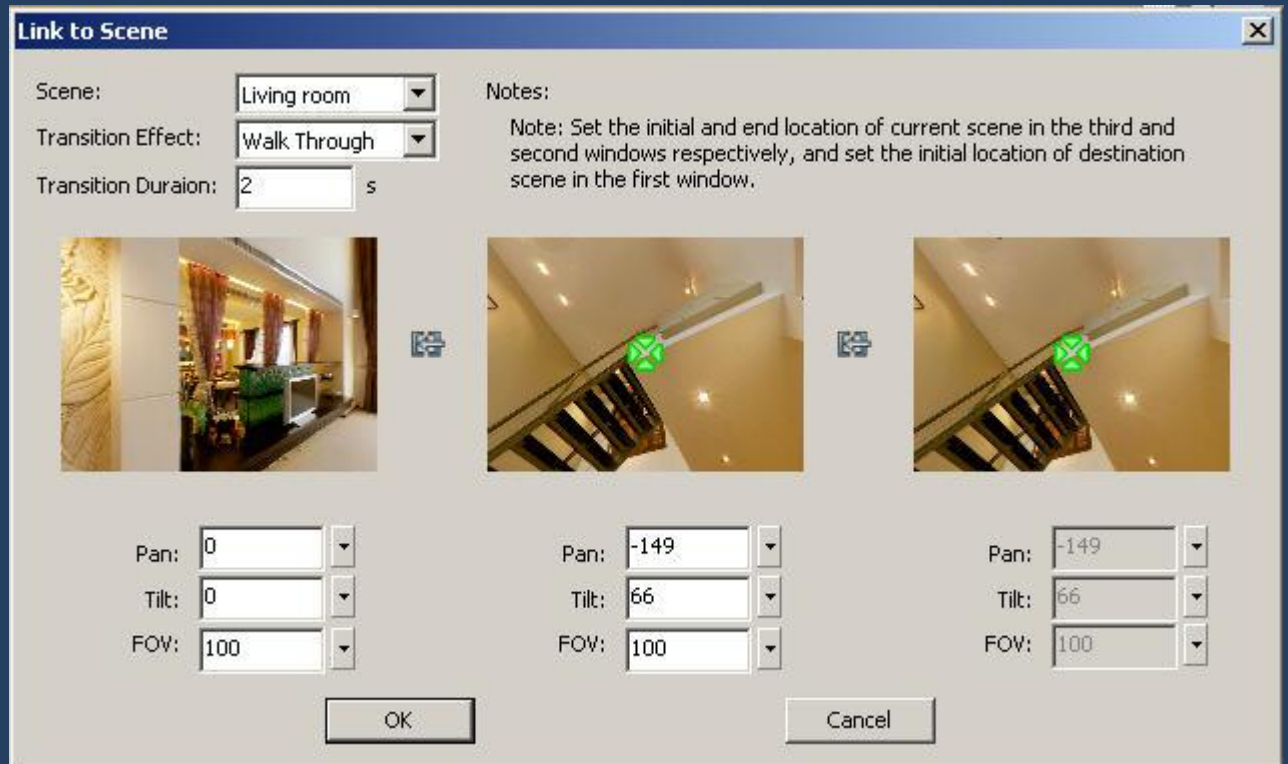 Link to Scene
Scene: Living room
Notes:
Transition Effect: Walk Through
Note: Set the initial and end location of current scene in the third and
second windows respectively, and set the initial location of destination
scene in the first window.
Transition Duraion: 2 s
Pan: 0 Pan: -149 Pan: -149
Tilt: 0 Tilt: 66 Tilt: 66
FOV: 100 FOV: 100 FOV: 100
OK Cancel